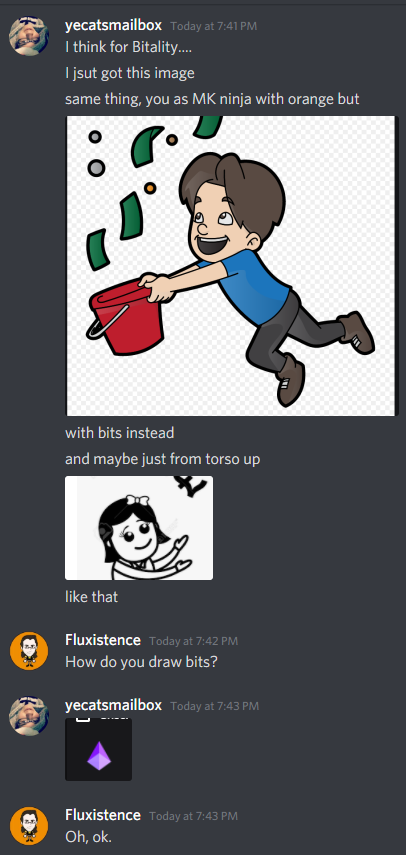 yecatsmailbox Today at 7:41 PM
I think for Bitality....
I jsut got this image
same thing, you as MK ninja with orange but
with bits instead
and maybe just from torso up
like that
Fluxistence Today at 7:42 PM
How do you draw bits?
yecatsmailbox Today at 7:43 PM
Fluxistence Today at 7:43 PM
Oh, ok.